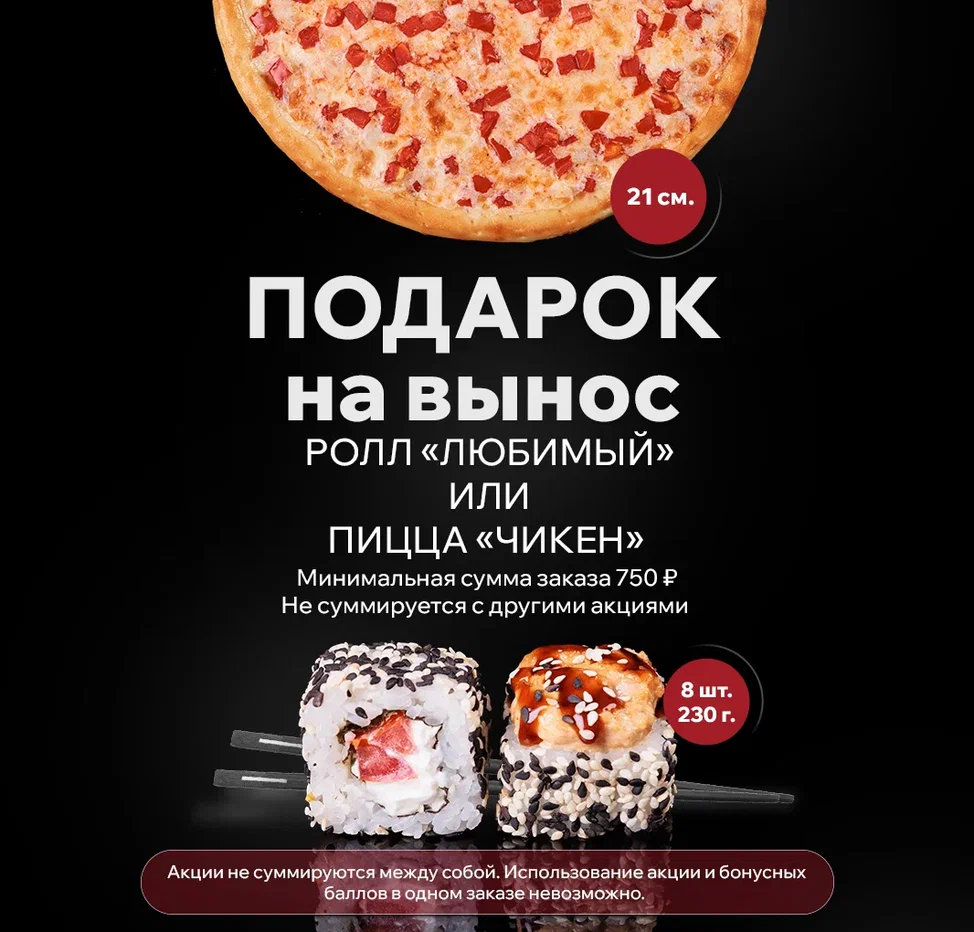 21 см.
ПОДАРОК
на вынос
РОЛЛ «ЛЮБИМЫЙ»
ИЛИ
ПИЦЦА «ЧИКЕН»
Минимальная сумма заказа 750 ₽
Не суммируется с другими акциями
8 шт.
230 г.
Акции не суммируются между собой. Использование акции и бонусных
баллов в одном заказе невозможно.